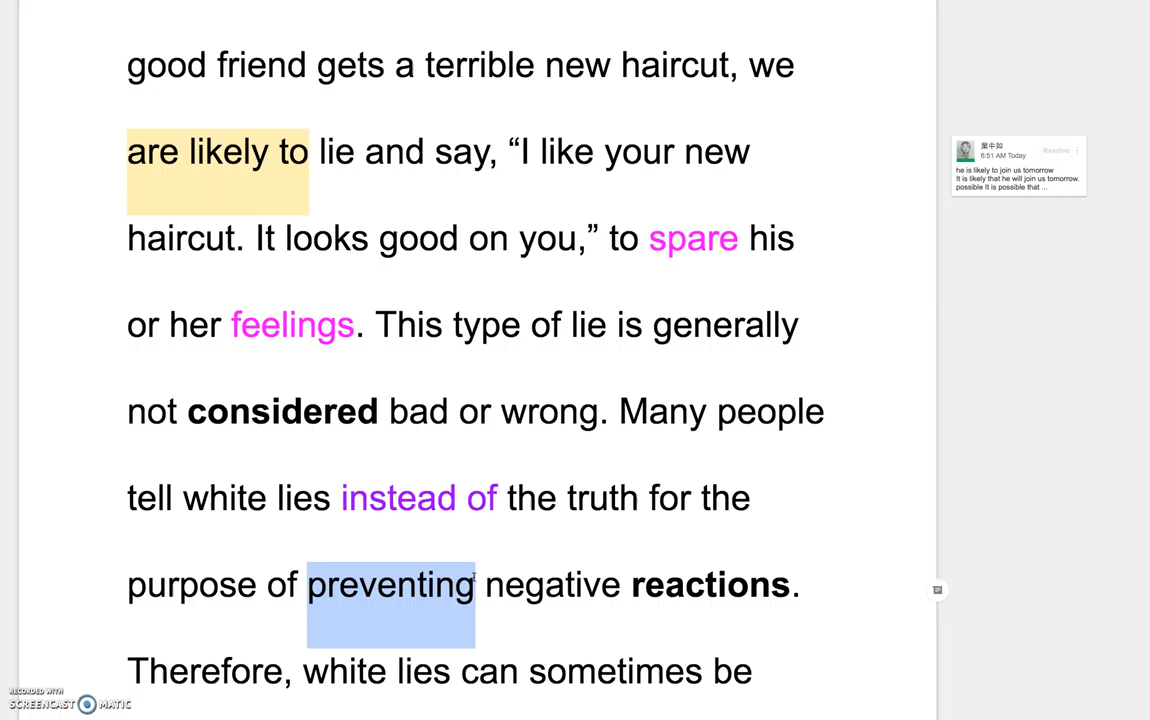 good friend gets a terrible new haircut, we
are likely to lie and say, “I like your new
haircut. It looks good on you,” to spare his
or her feelings. This type of lie is generally
not considered bad or wrong. Many people
tell white lies instead of the truth for the
purpose of preventing negative reactions.
Therefore, white lies can sometimes be
葉中如
6:51 AM Today
Resolve
he is likely to join us tomorrow
It is likely that he will join us tomorrow.
possible It is possible that ...
RECORDED WITH
SCREENCAST MATIC